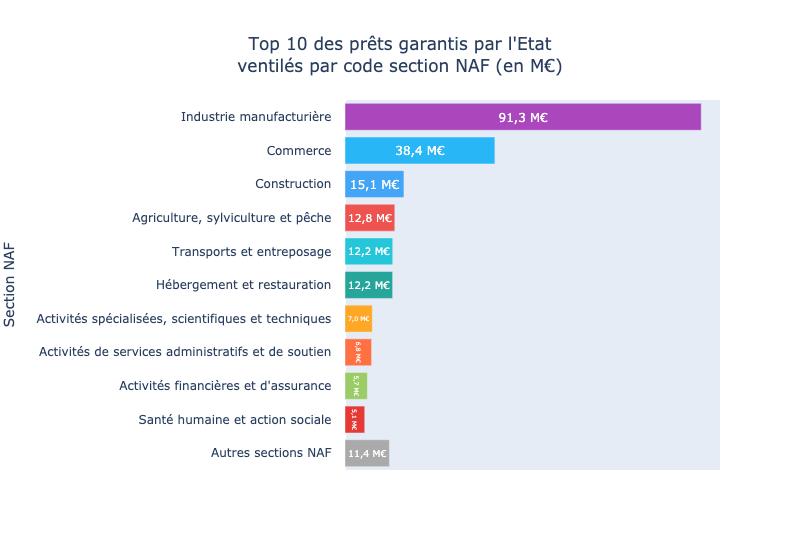 Top 10 des prêts garantis par l'Etat
ventilés par code section NAF (en M€)
Section NAF
Industrie manufacturière 91,3 M€
Commerce 38,4 M€
Construction 15,1 M€
Agriculture, sylviculture et pêche 12,8 M€
Transports et entreposage 12,2 M€
Hébergement et restauration 12,2 M€
Activités spécialisées, scientifiques et techniques 7,0 M€
Activités de services administratifs et de soutien 6,8 M€
Activités financières et d'assurance 5,7 M€
Santé humaine et action sociale 5,1 M€
Autres sections NAF 11,4 M€